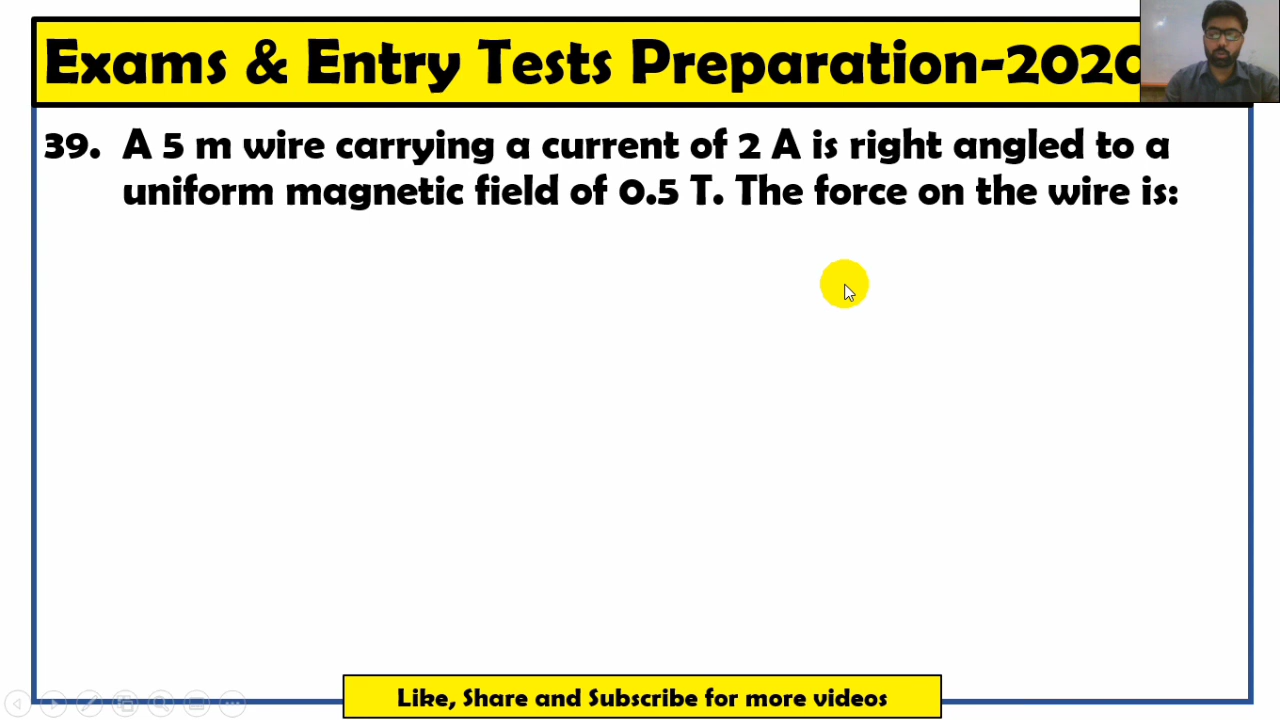 Exams & Entry Tests Preparation-2020
39. A 5 m wire carrying a current of 2 A is right angled to a
uniform magnetic field of 0.5 T. The force on the wire is:
Like, Share and Subscribe for more videos